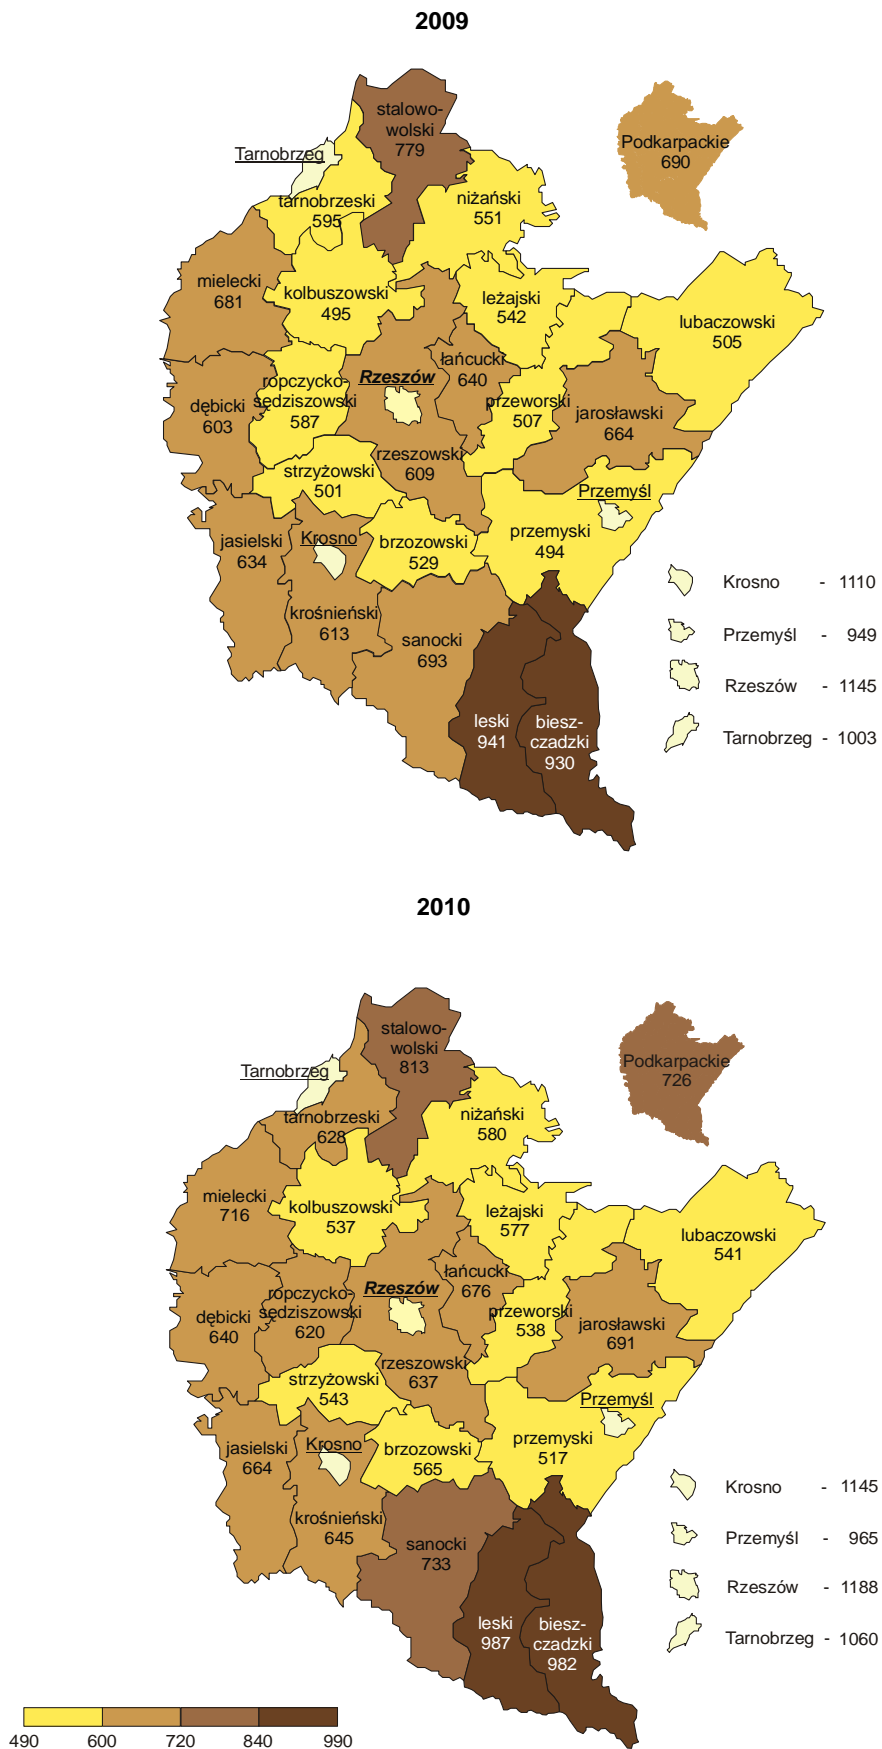 2009
stalowo-
wolski
779
Tarnobrzeg
Podkarpackie
690
tarnobrzeski
595
niżański
551
mielecki
681
kolbuszowski
495
leżajski
542
lubaczowski
505
łańcucki
640
Rzeszów
ropczycko-
sędziszowski
587
dębicki
603
przeworski
507
jarosławski
664
rzeszowski
609
strzyżowski
501
Przemyśl
przemyski
494
jasielski
634
Krosno
brzozowski
529
krośnieński
613
sanocki
693
leski
941
biesz-
czadzki
930
Krosno - 1110
Przemyśl - 949
Rzeszów - 1145
Tarnobrzeg - 1003
2010
stalowo-
wolski
813
Tarnobrzeg
Podkarpackie
726
tarnobrzeski
628
niżański
580
mielecki
716
kolbuszowski
537
leżajski
577
lubaczowski
541
łańcucki
676
Rzeszów
ropczycko-
sędziszowski
620
dębicki
640
przeworski
538
jarosławski
691
rzeszowski
637
strzyżowski
543
Przemyśl
przemyski
517
jasielski
664
Krosno
brzozowski
565
krośnieński
645
sanocki
733
leski
987
biesz-
czadzki
982
Krosno - 1145
Przemyśl - 965
Rzeszów - 1188
Tarnobrzeg - 1060
490 600 720 840 990